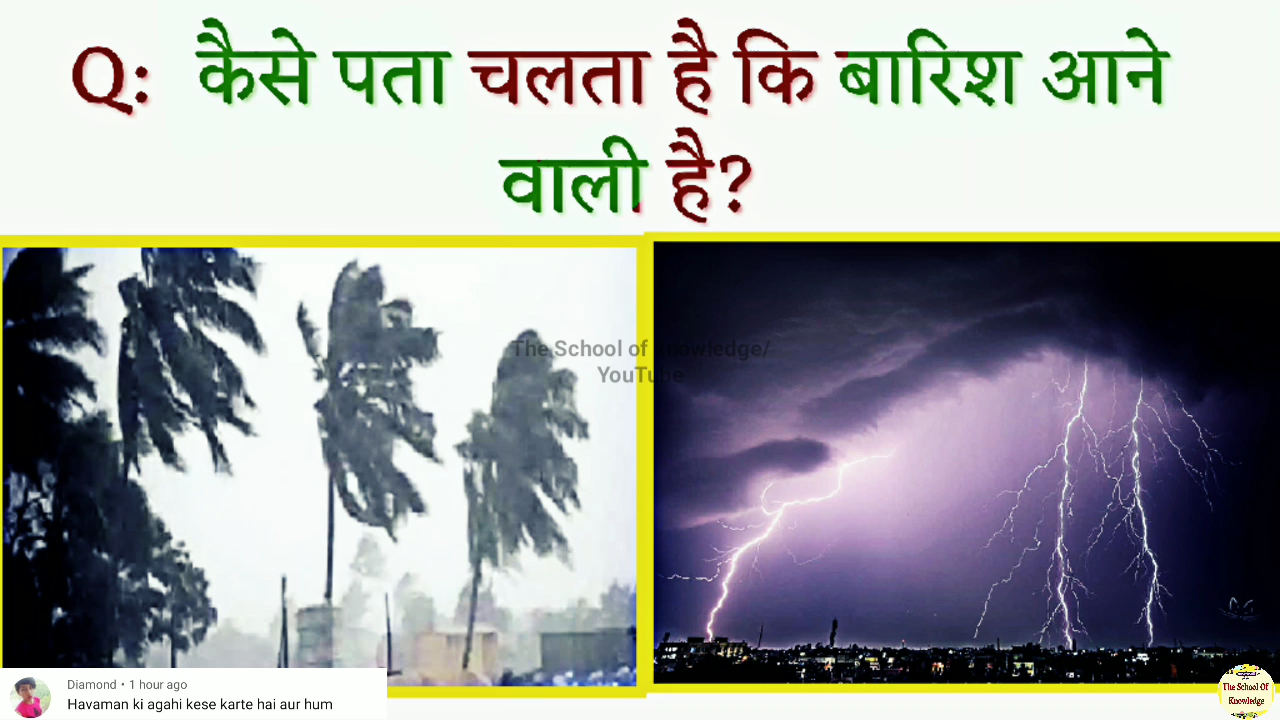 Q: कैसे पता चलता है कि बारिश आने
वाली है?
The School of Knowledge/
YouTube
Diamond • 1 hour ago
Havaman ki agahi kese karte hai aur hum
The School Of
Knowledge